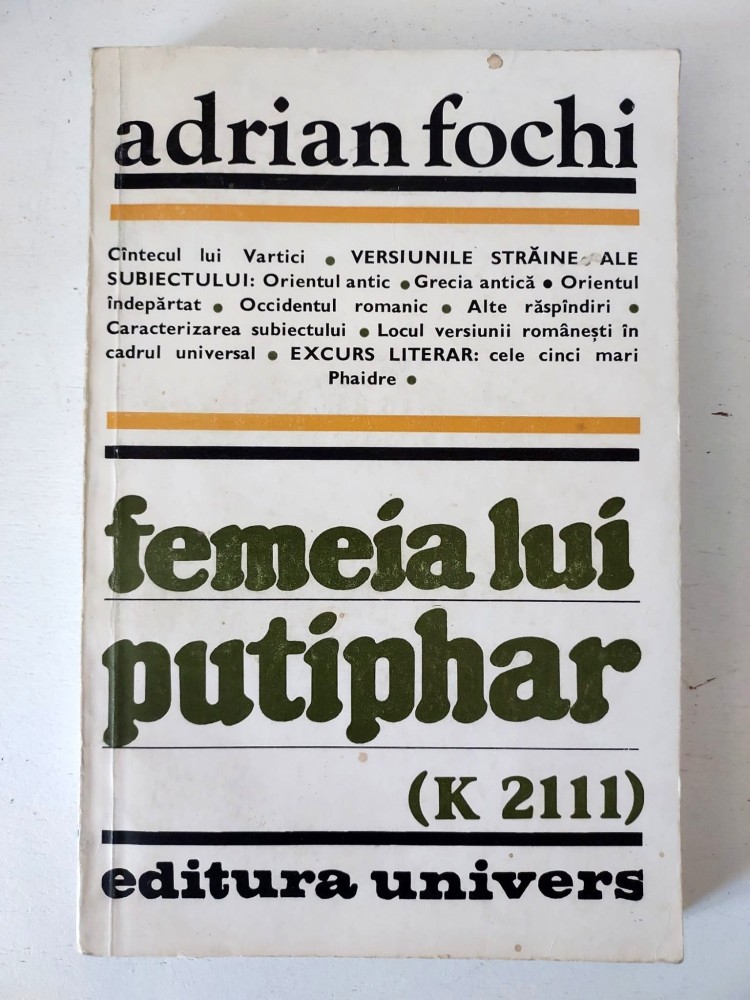 adrian fochi
Cîntecul lui Vartici ● VERSIUNILE STRĂINE ALE
SUBIECTULUI: Orientul antic ● Grecia antică ● Orientul
îndepărtat ● Occidentul romanic ● Alte răspîndiri ●
Caracterizarea subiectului ● Locul versiunii românești în
cadrul universal ● EXCURS LITERAR: cele cinci mari
Phaidre ●
femeia lui
putiphar
(K 2111)
editura univers